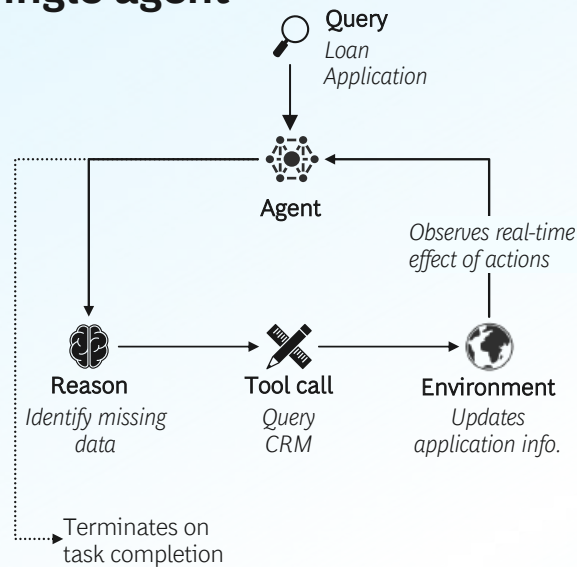 ingle agent
Query
Loan
Application
Agent
Observes real-time
effect of actions
Reason
Identify missing
data
Tool call
Query
CRM
Environment
Updates
application info.
Terminates on
task completion